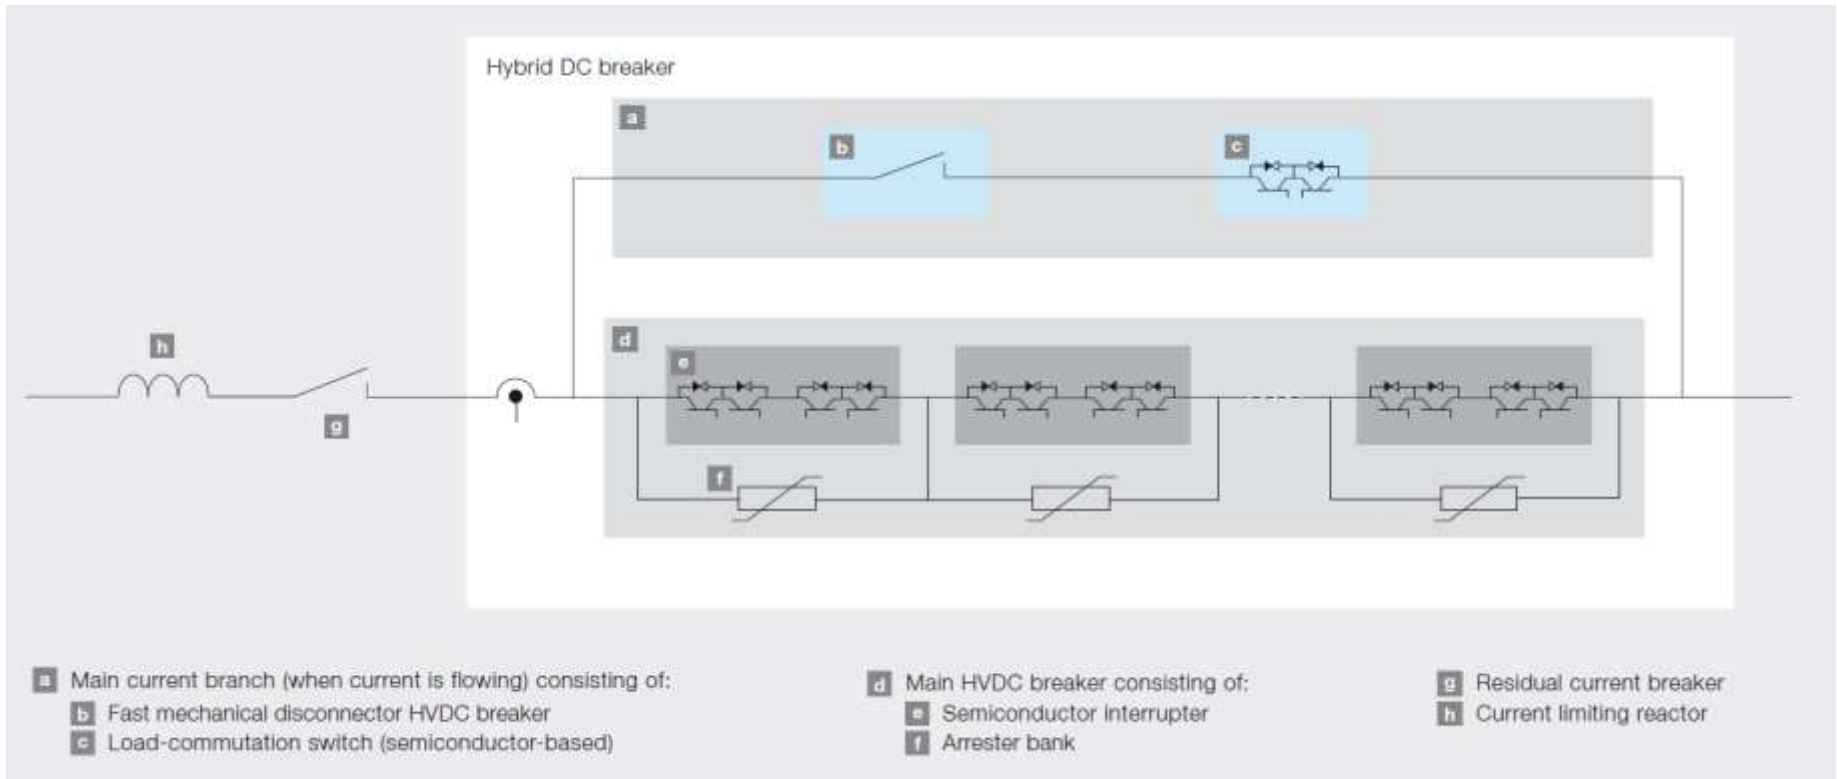 Hybrid DC breaker
a
b
c
h
d
e
g
f
a Main current branch (when current is flowing) consisting of:
b Fast mechanical disconnector HVDC breaker
c Load-commutation switch (semiconductor-based)
d Main HVDC breaker consisting of:
e Semiconductor interrupter
f Arrester bank
g Residual current breaker
h Current limiting reactor